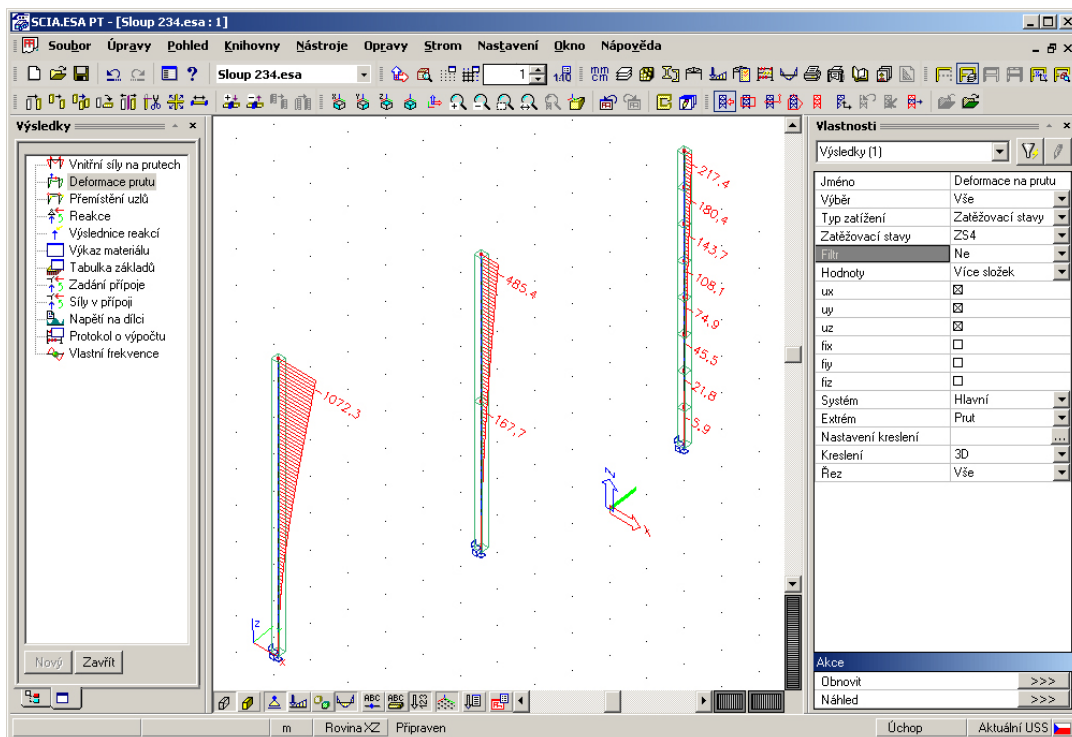 SCIA.ESA PT - [Sloup 234.esa : 1]
Soubor Úpravy Pohled Knihovny Nástroje Opravy Strom Nastavení Okno Nápověda
Sloup 234.esa 1
Výsledky
Vnitřní síly na prutech
Deformace prutu
Přemístění uzlů
Reakce
Výslednice reakcí
Výkaz materiálu
Tabulka základů
Zadání přípoje
Síly v přípoji
Napětí na dílci
Protokol o výpočtu
Vlastní frekvence
Nový Zavřít
-217,4
-180,4
-143,7
-108,1
-74,9
-45,5
-21,8
-5,9
-485,4
-167,7
-1072,3
Z
X
z
x
Vlastnosti
Výsledky (1)
Jméno Deformace na prutu
Výběr Vše
Typ zatížení Zatěžovací stavy
Zatěžovací stavy ZS4
Filtr Ne
Hodnoty Více složek
ux
uy
uz
fix
fiy
fiz
Systém Hlavní
Extrém Prut
Nastavení kreslení ...
Kreslení 3D
Řez Vše
Akce
Obnovit >>>
Náhled >>>
ABC ABC
m Rovina XZ Připraven Úchop Aktuální USS